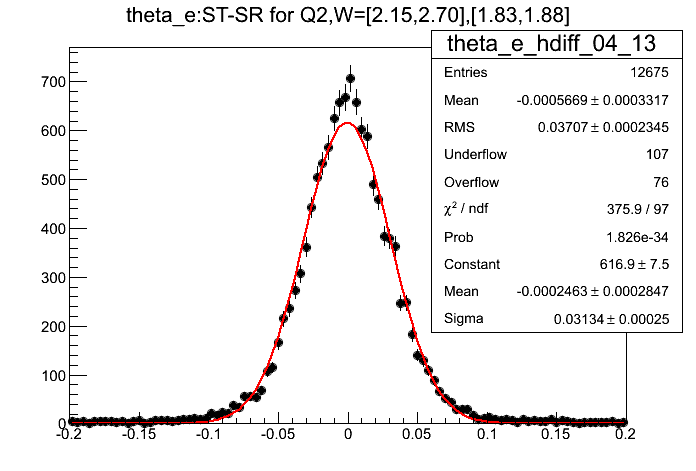 theta_e:ST-SR for Q2,W=[2.15,2.70],[1.83,1.88]
theta_e_hdiff_04_13
Entries 12675
Mean -0.0005669 ± 0.0003317
RMS 0.03707 ± 0.0002345
Underflow 107
Overflow 76
χ² / ndf 375.9 / 97
Prob 1.826e-34
Constant 616.9 ± 7.5
Mean -0.0002463 ± 0.0002847
Sigma 0.03134 ± 0.00025
700
600
500
400
300
200
100
0
-0.2 -0.15 -0.1 -0.05 0 0.05 0.1 0.15 0.2